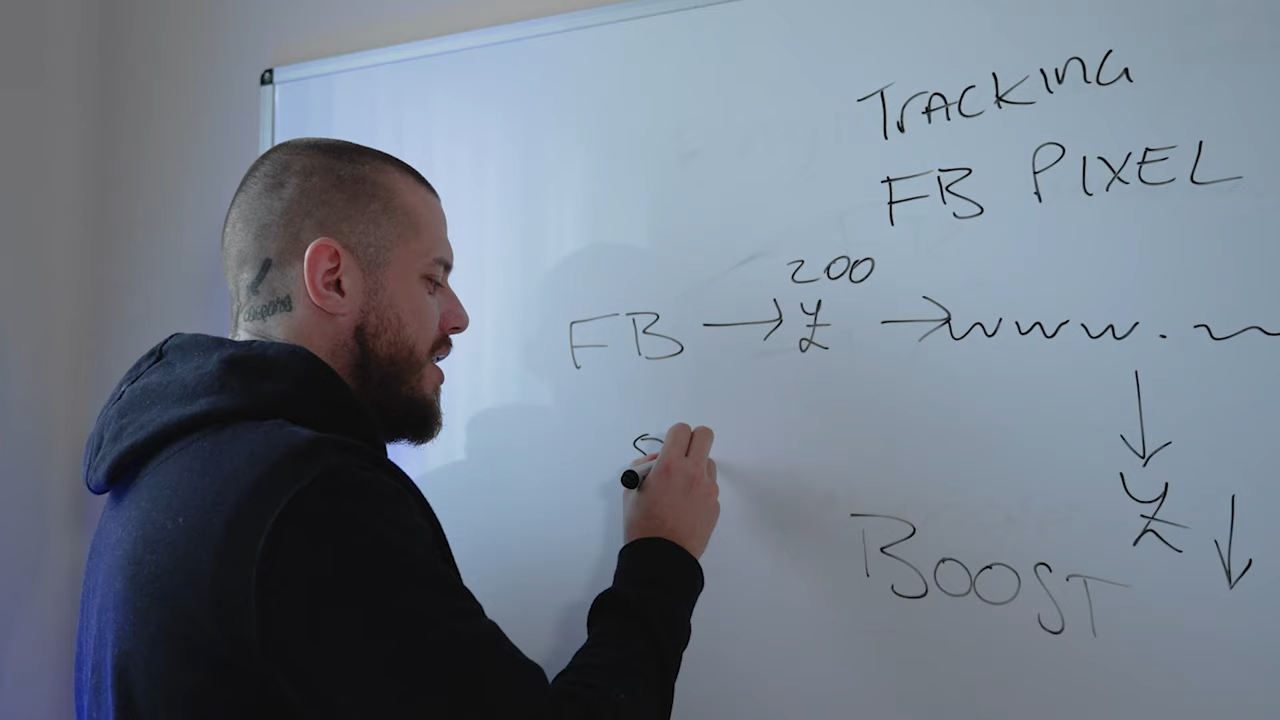 TrACKING
FB PIXEL
200
FB → £ → www.
↓
£ ↓
BOOST